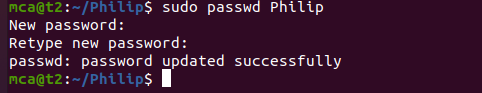 mca@t2:~/Philip$ sudo passwd Philip
New password:
Retype new password:
passwd: password updated successfully
mca@t2:~/Philip$